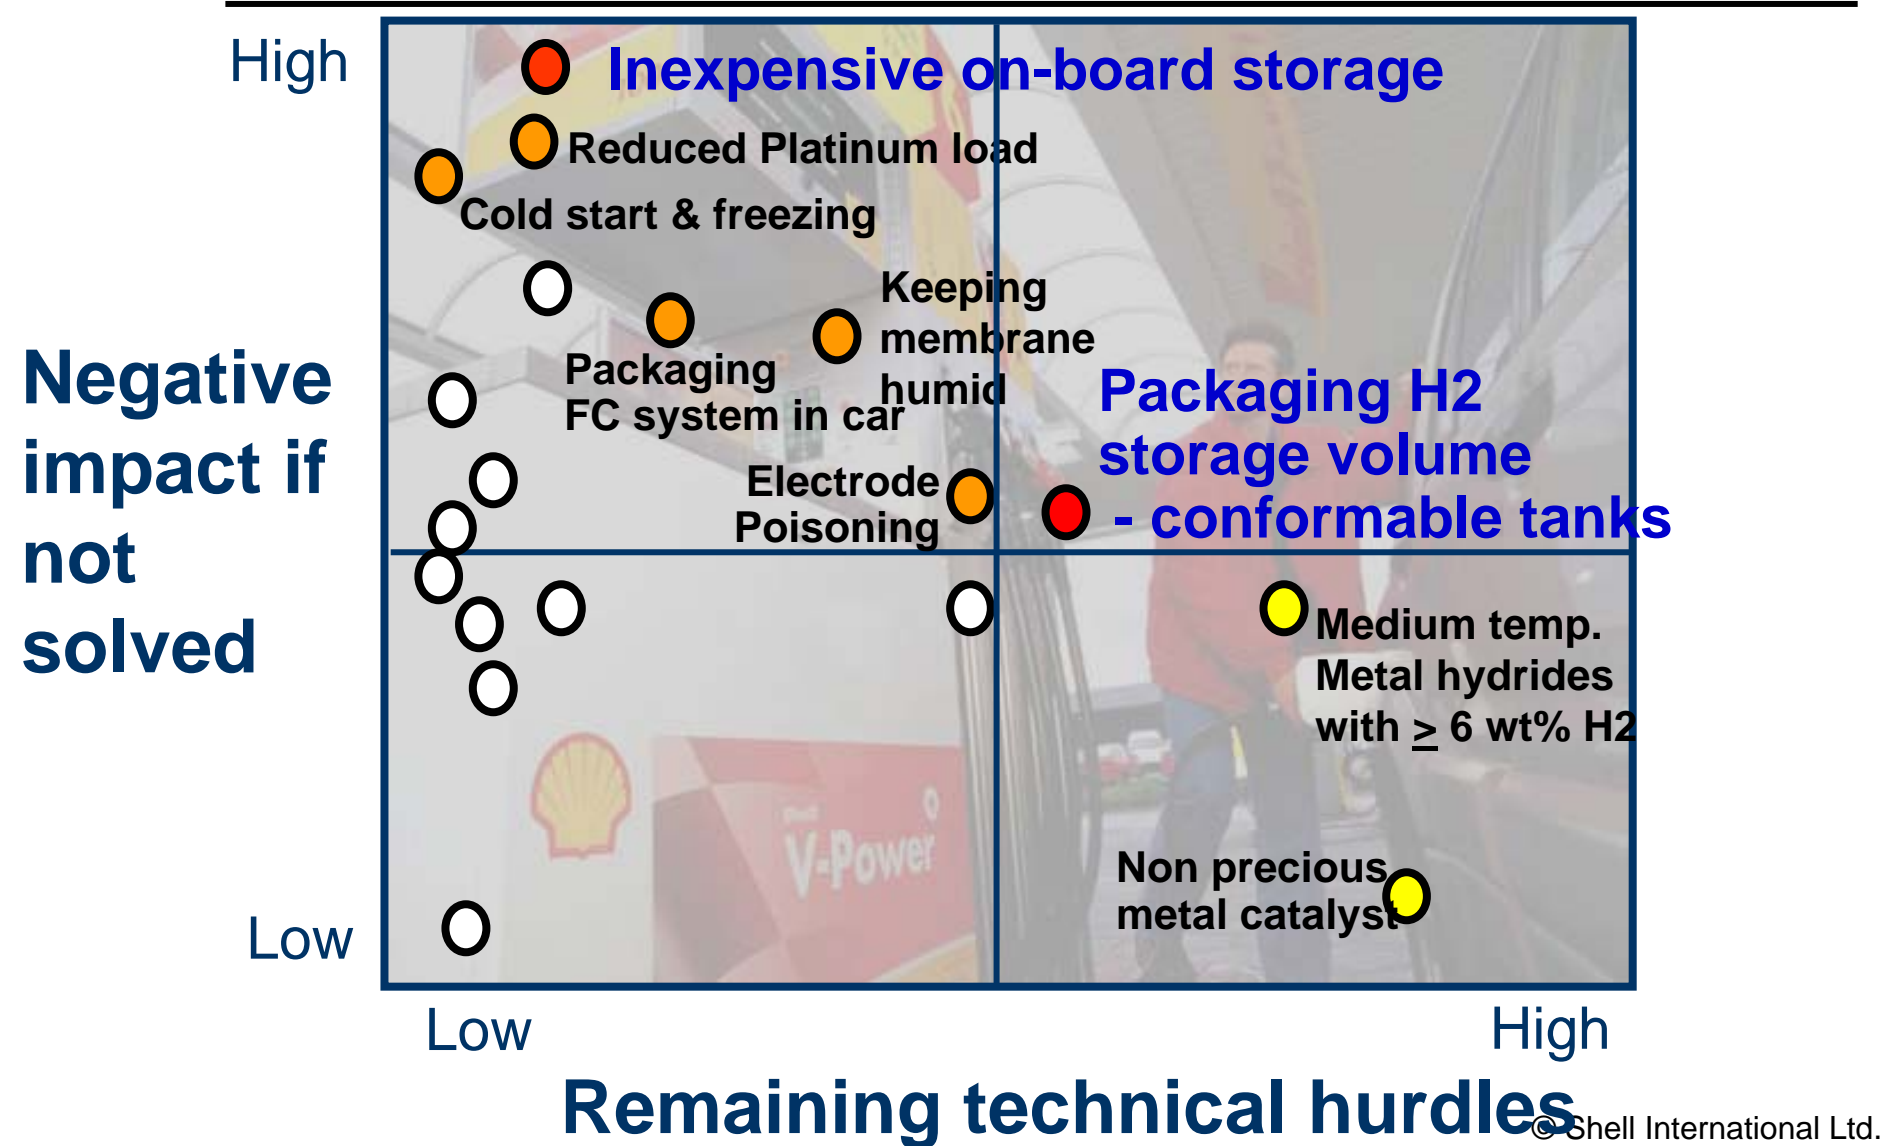 High
Inexpensive on-board storage
Reduced Platinum load
Cold start & freezing
Keeping
membrane
humid
Packaging
FC system in car
Packaging H2
storage volume
- conformable tanks
Electrode
Poisoning
Negative
impact if
not
solved
Medium temp.
Metal hydrides
with ≥ 6 wt% H2
V-Power
Non precious
metal catalyst
Low
Low
High
Remaining technical hurdles
© Shell International Ltd.